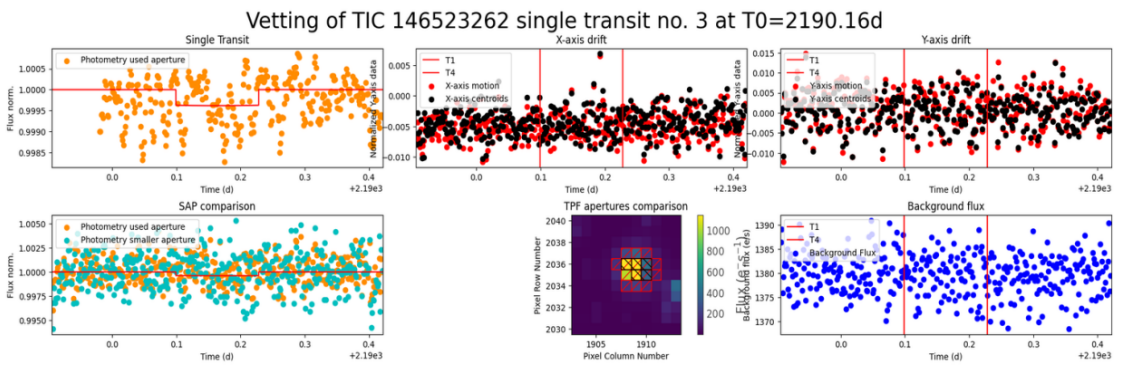 Vetting of TIC 146523262 single transit no. 3 at T0=2190.16d
Single Transit
Photometry used aperture
Flux norm.
1.0005
1.0000
0.9995
0.9990
0.9985
0.0
0.1
0.2
0.3
0.4
Time (d)
+2.19e3
X-axis drift
T1
T4
X-axis motion
X-axis centroids
0.005
0.000
−0.005
−0.010
0.0
0.1
0.2
0.3
0.4
Time (d)
+2.19e3
Y-axis drift
T1
T4
Y-axis motion
Y-axis centroids
0.015
0.010
0.005
0.000
−0.005
−0.010
0.0
0.1
0.2
0.3
0.4
Time (d)
+2.19e3
SAP comparison
Photometry used aperture
Photometry smaller aperture
Flux norm.
1.0050
1.0025
1.0000
0.9975
0.9950
0.0
0.1
0.2
0.3
0.4
Time (d)
+2.19e3
TPF apertures comparison
Pixel Row Number
2040
2038
2036
2034
2032
2030
1905
1910
Pixel Column Number
1000
800
600
400
200
Flux (e⁻s⁻¹)
Background flux
T1
T4
Background Flux
Background flux (e/s)
1390
1385
1380
1375
1370
0.0
0.1
0.2
0.3
0.4
Time (d)
+2.19e3